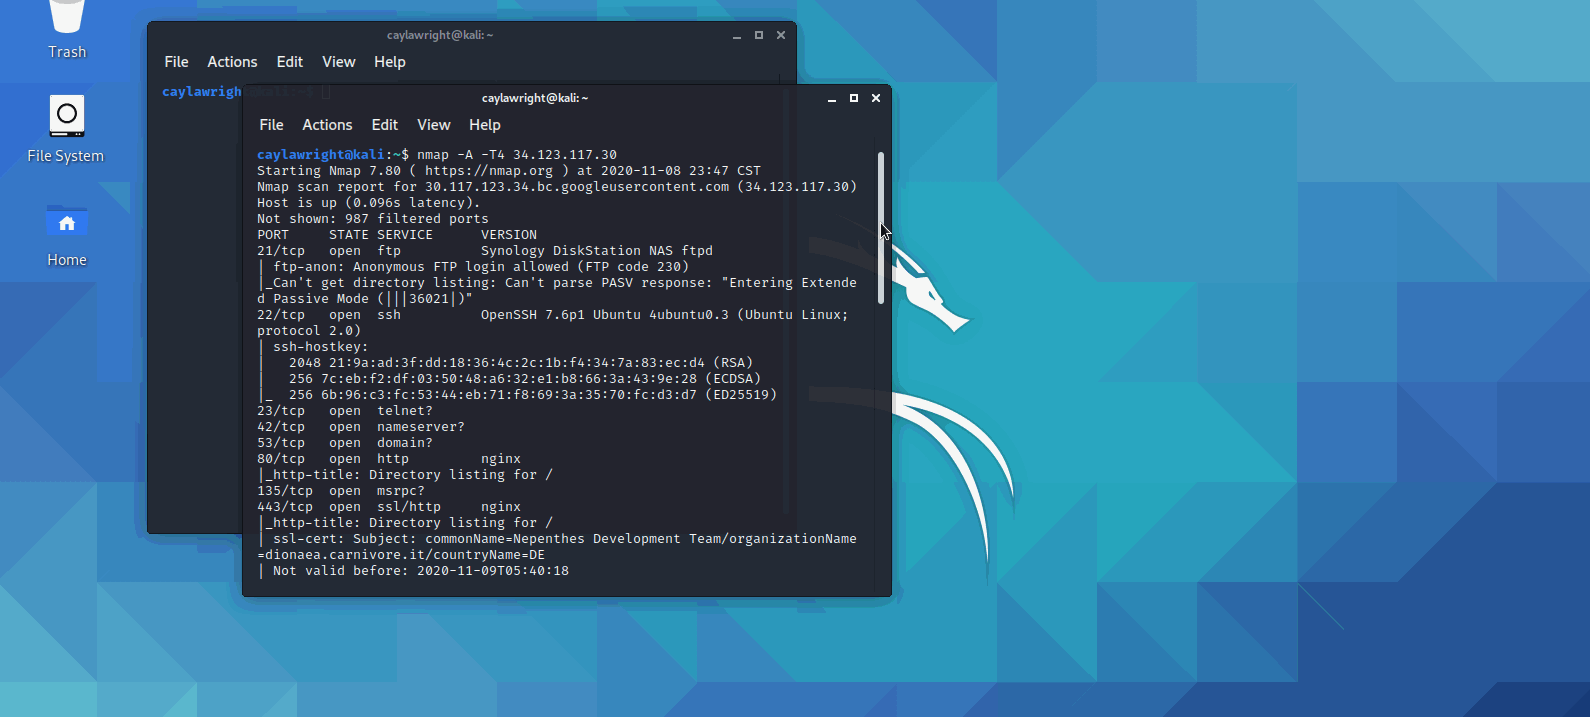 Trash
File System
Home
caylawright@kali: ~
File Actions Edit View Help
caylawrigh
caylawright@kali: ~
File Actions Edit View Help
caylawright@kali:~$ nmap -A -T4 34.123.117.30
Starting Nmap 7.80 ( https://nmap.org ) at 2020-11-08 23:47 CST
Nmap scan report for 30.117.123.34.bc.googleusercontent.com (34.123.117.30)
Host is up (0.096s latency).
Not shown: 987 filtered ports
PORT     STATE SERVICE      VERSION
21/tcp   open  ftp          Synology DiskStation NAS ftpd
| ftp-anon: Anonymous FTP login allowed (FTP code 230)
|_Can't get directory listing: Can't parse PASV response: "Entering Extende
d Passive Mode (|||36021|)"
22/tcp   open  ssh          OpenSSH 7.6p1 Ubuntu 4ubuntu0.3 (Ubuntu Linux;
protocol 2.0)
| ssh-hostkey:
|   2048 21:9a:ad:3f:dd:18:36:4c:2c:1b:f4:34:7a:83:ec:d4 (RSA)
|   256 7c:eb:f2:df:03:50:48:a6:32:e1:b8:66:3a:43:9e:28 (ECDSA)
|_  256 6b:96:c3:fc:53:44:eb:71:f8:69:3a:35:70:fc:d3:d7 (ED25519)
23/tcp   open  telnet?
42/tcp   open  nameserver?
53/tcp   open  domain?
80/tcp   open  http         nginx
|_http-title: Directory listing for /
135/tcp  open  msrpc?
443/tcp  open  ssl/http     nginx
|_http-title: Directory listing for /
| ssl-cert: Subject: commonName=Nepenthes Development Team/organizationName
=dionaea.carnivore.it/countryName=DE
| Not valid before: 2020-11-09T05:40:18